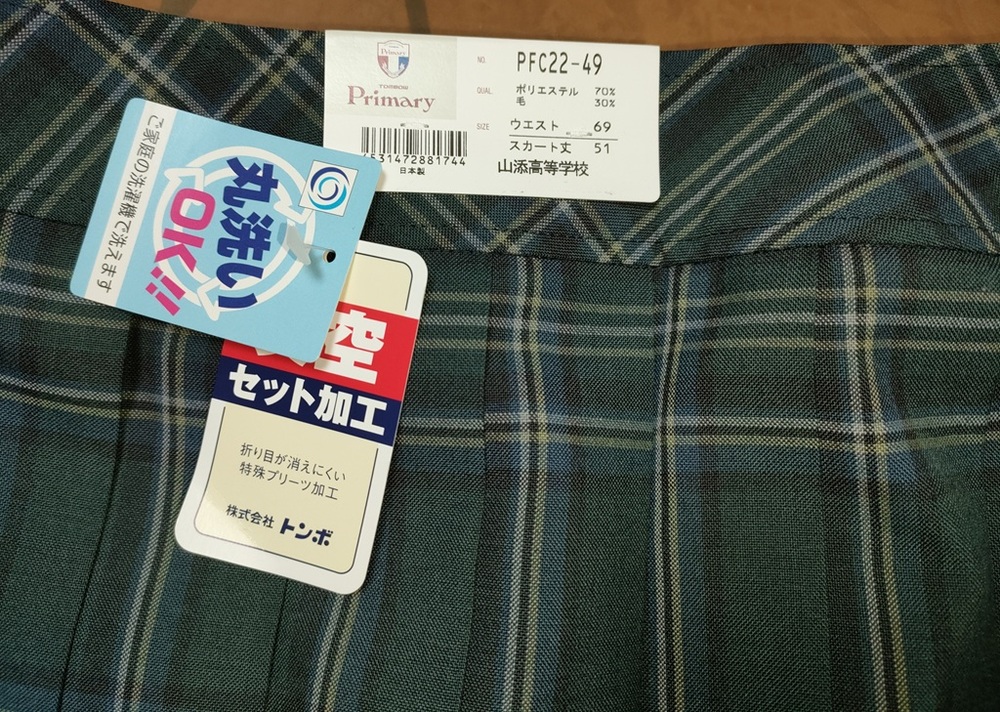 TOMBOW
Primary
NO.
PFC22-49
QUAL
ポリエステル 70%
毛 30%
SIZE
ウエスト 69
スカート丈 51
531472881744
日本製
山添高等学校
丸洗い
OK!!
ご家庭の洗濯機で洗えます
空
セット加工
折り目が消えにくい
特殊プリーツ加工
株式会社 トンボ